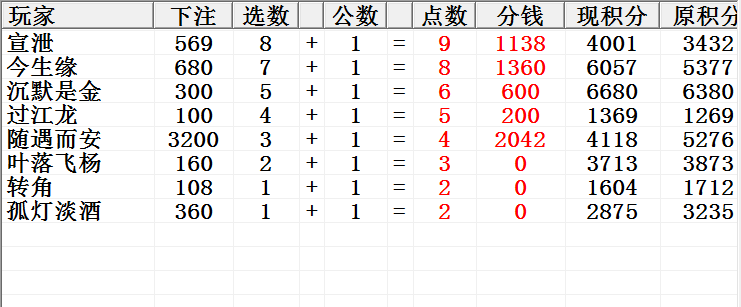 玩家 下注 选数 公数 点数 分钱 现积分 原积分
宣泄 569 8 + 1 = 9 1138 4001 3432
今生缘 680 7 + 1 = 8 1360 6057 5377
沉默是金 300 5 + 1 = 6 600 6680 6380
过江龙 100 4 + 1 = 5 200 1369 1269
随遇而安 3200 3 + 1 = 4 2042 4118 5276
叶落飞杨 160 2 + 1 = 3 0 3713 3873
转角 108 1 + 1 = 2 0 1604 1712
孤灯淡酒 360 1 + 1 = 2 0 2875 3235